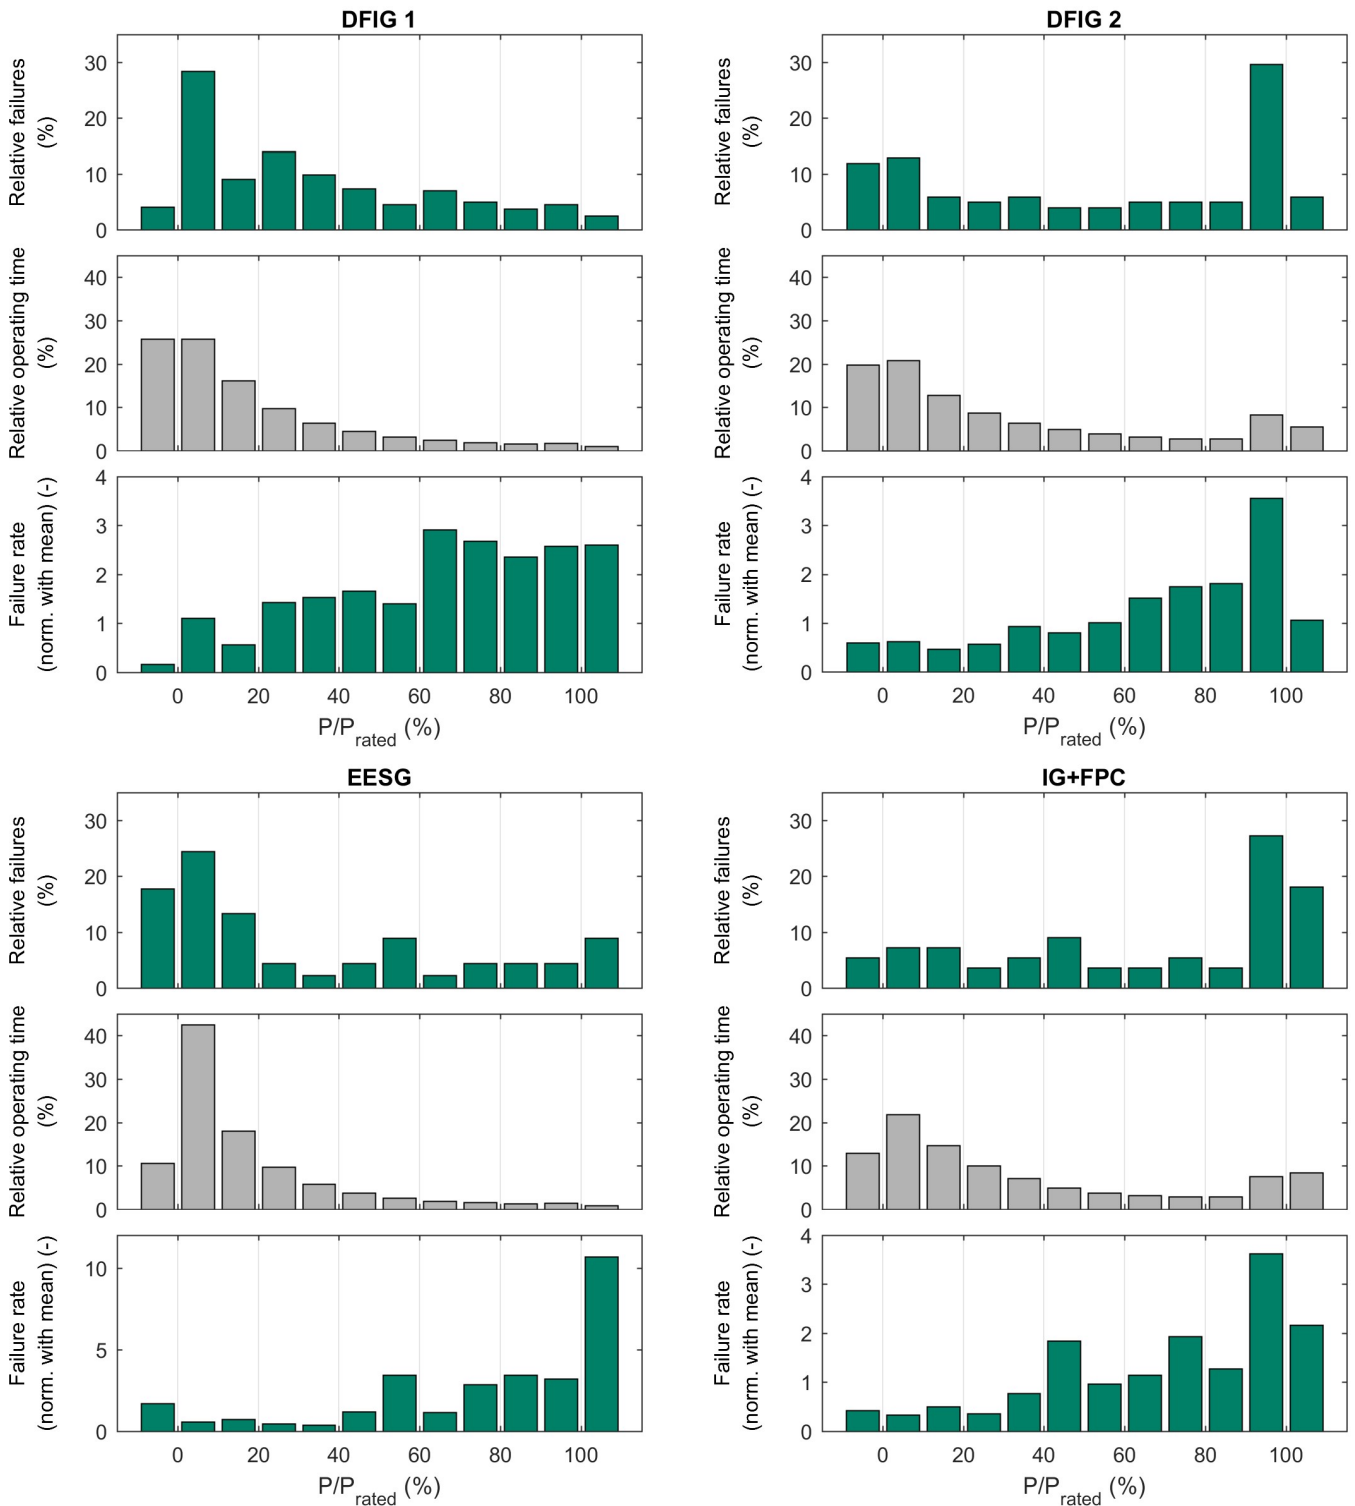 DFIG 1
Relative failures
(%)
30
20
10
0
Relative operating time
(%)
40
30
20
10
0
Failure rate
(norm. with mean) (-)
4
3
2
1
0
0 20 40 60 80 100
P/Prated (%)
DFIG 2
Relative failures
(%)
30
20
10
0
Relative operating time
(%)
40
30
20
10
0
Failure rate
(norm. with mean) (-)
4
3
2
1
0
0 20 40 60 80 100
P/Prated (%)
EESG
Relative failures
(%)
30
20
10
0
Relative operating time
(%)
40
30
20
10
0
Failure rate
(norm. with mean) (-)
10
5
0
0 20 40 60 80 100
P/Prated (%)
IG+FPC
Relative failures
(%)
30
20
10
0
Relative operating time
(%)
40
30
20
10
0
Failure rate
(norm. with mean) (-)
4
3
2
1
0
0 20 40 60 80 100
P/Prated (%)